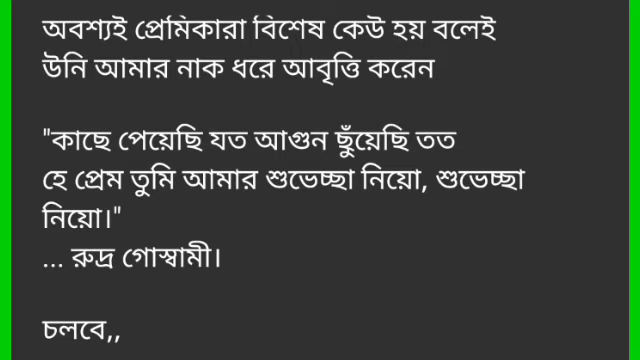 অবশ্যই প্রেমিকারা বিশেষ কেউ হয় বলেই
উনি আমার নাক ধরে আবৃত্তি করেন
"কাছে পেয়েছি যত আগুন ছুঁয়েছি তত
হে প্রেম তুমি আমার শুভেচ্ছা নিয়ো, শুভেচ্ছা
নিয়ো।"
... রুদ্র গোস্বামী।
চলবে,,